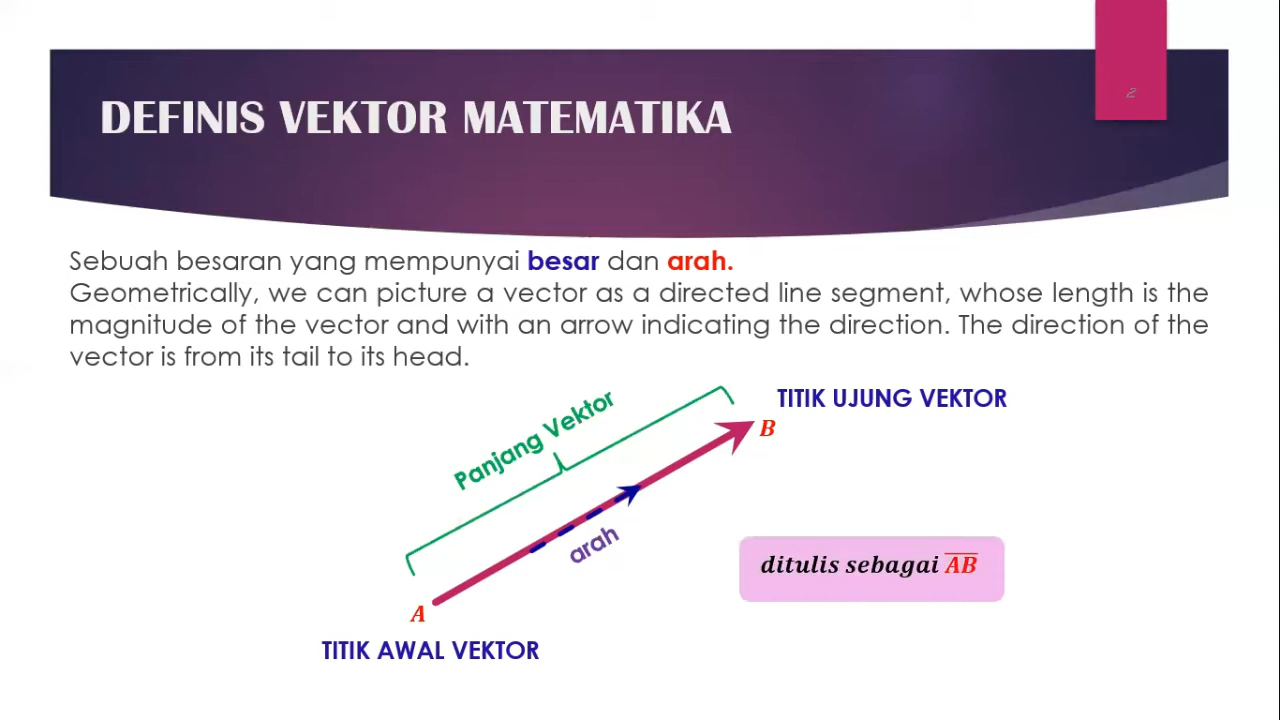 2
DEFINIS VEKTOR MATEMATIKA
Sebuah besaran yang mempunyai besar dan arah.
Geometrically, we can picture a vector as a directed line segment, whose length is the
magnitude of the vector and with an arrow indicating the direction. The direction of the
vector is from its tail to its head.
TITIK UJUNG VEKTOR
Panjang Vektor
B
arah
ditulis sebagai A̅B̅
A
TITIK AWAL VEKTOR